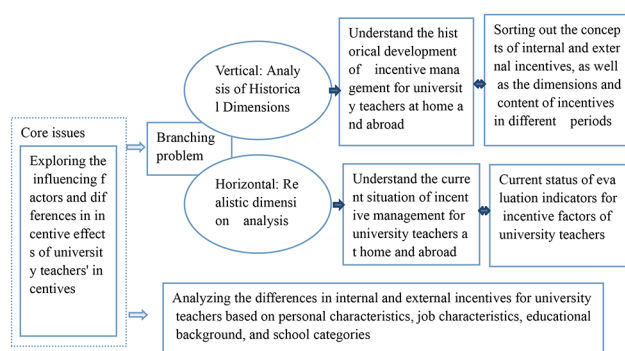 Core issues
Exploring the
influencing f
actors and dif
ferences in in
centive effect
s of universit
y teachers' in
centives
Branching
problem
Vertical: Analy
sis of Historica
l Dimensions
Understand the hist
orical development
of incentive mana
gement for universit
y teachers at home a
nd abroad
Sorting out the concep
ts of internal and exter
nal incentives, as well
as the dimensions and
content of incentives
in different periods
Horizontal: Re
alistic dimensi
on analysis
Understand the curre
nt situation of incent
ive management for
university teachers a
t home and abroad
Current status of eva
luation indicators for
incentive factors of
university teachers
Analyzing the differences in internal and external incentives for university
teachers based on personal characteristics, job characteristics, educational
background, and school categories